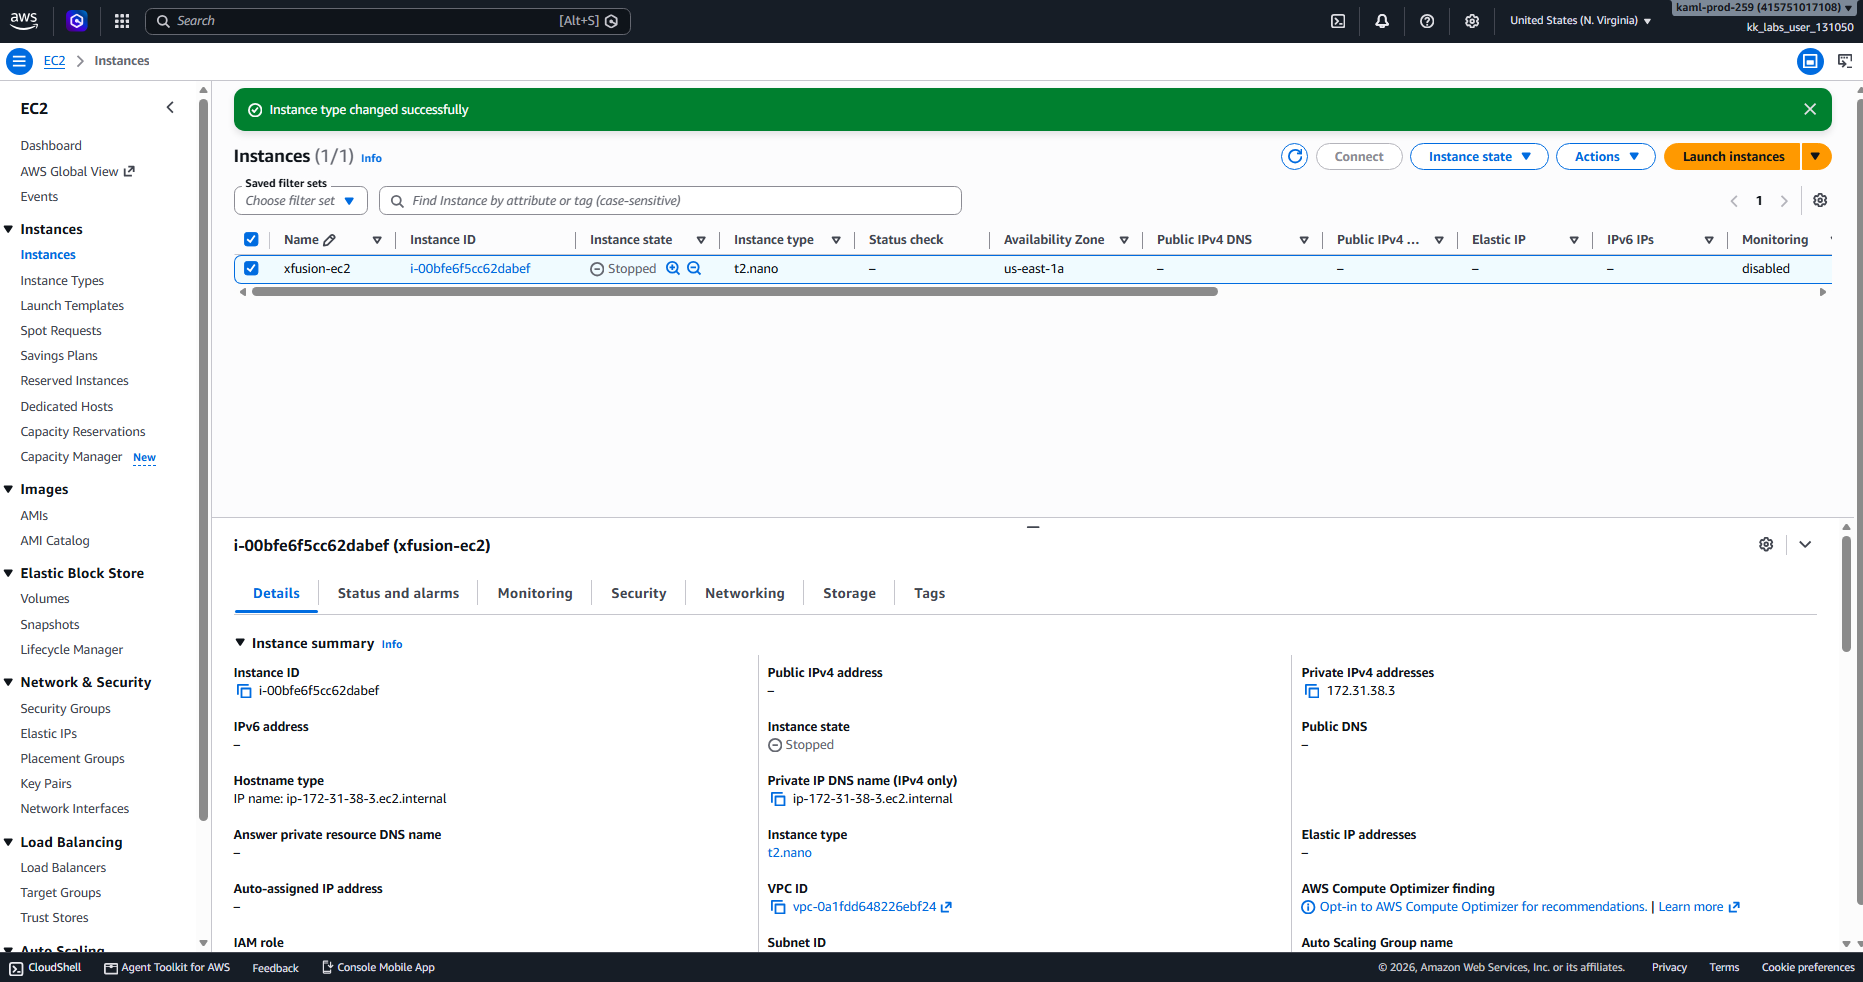 aws
Search [Alt+S]
United States (N. Virginia)
kaml-prod-259 (415751017108)
kk_labs_user_131050
EC2 Instances
EC2
Dashboard
AWS Global View
Events
Instances
Instances
Instance Types
Launch Templates
Spot Requests
Savings Plans
Reserved Instances
Dedicated Hosts
Capacity Reservations
Capacity Manager New
Images
AMIs
AMI Catalog
Elastic Block Store
Volumes
Snapshots
Lifecycle Manager
Network & Security
Security Groups
Elastic IPs
Placement Groups
Key Pairs
Network Interfaces
Load Balancing
Load Balancers
Target Groups
Trust Stores
Auto Scaling
Instance type changed successfully
Instances (1/1) Info
Connect Instance state Actions Launch instances
Saved filter sets
Choose filter set
Find Instance by attribute or tag (case-sensitive)
1
Name Instance ID Instance state Instance type Status check Availability Zone Public IPv4 DNS Public IPv4 ... Elastic IP IPv6 IPs Monitoring
xfusion-ec2 i-00bfe6f5cc62dabef Stopped t2.nano – us-east-1a – – – – disabled
i-00bfe6f5cc62dabef (xfusion-ec2)
Details Status and alarms Monitoring Security Networking Storage Tags
Instance summary Info
Instance ID
i-00bfe6f5cc62dabef
Public IPv4 address
–
Private IPv4 addresses
172.31.38.3
IPv6 address
–
Instance state
Stopped
Public DNS
–
Hostname type
IP name: ip-172-31-38-3.ec2.internal
Private IP DNS name (IPv4 only)
ip-172-31-38-3.ec2.internal
Answer private resource DNS name
–
Instance type
t2.nano
Elastic IP addresses
–
Auto-assigned IP address
–
VPC ID
vpc-0a1fdd648226ebf24
AWS Compute Optimizer finding
Opt-in to AWS Compute Optimizer for recommendations. | Learn more
IAM role
Subnet ID
Auto Scaling Group name
CloudShell Agent Toolkit for AWS Feedback Console Mobile App
© 2026, Amazon Web Services, Inc. or its affiliates. Privacy Terms Cookie preferences